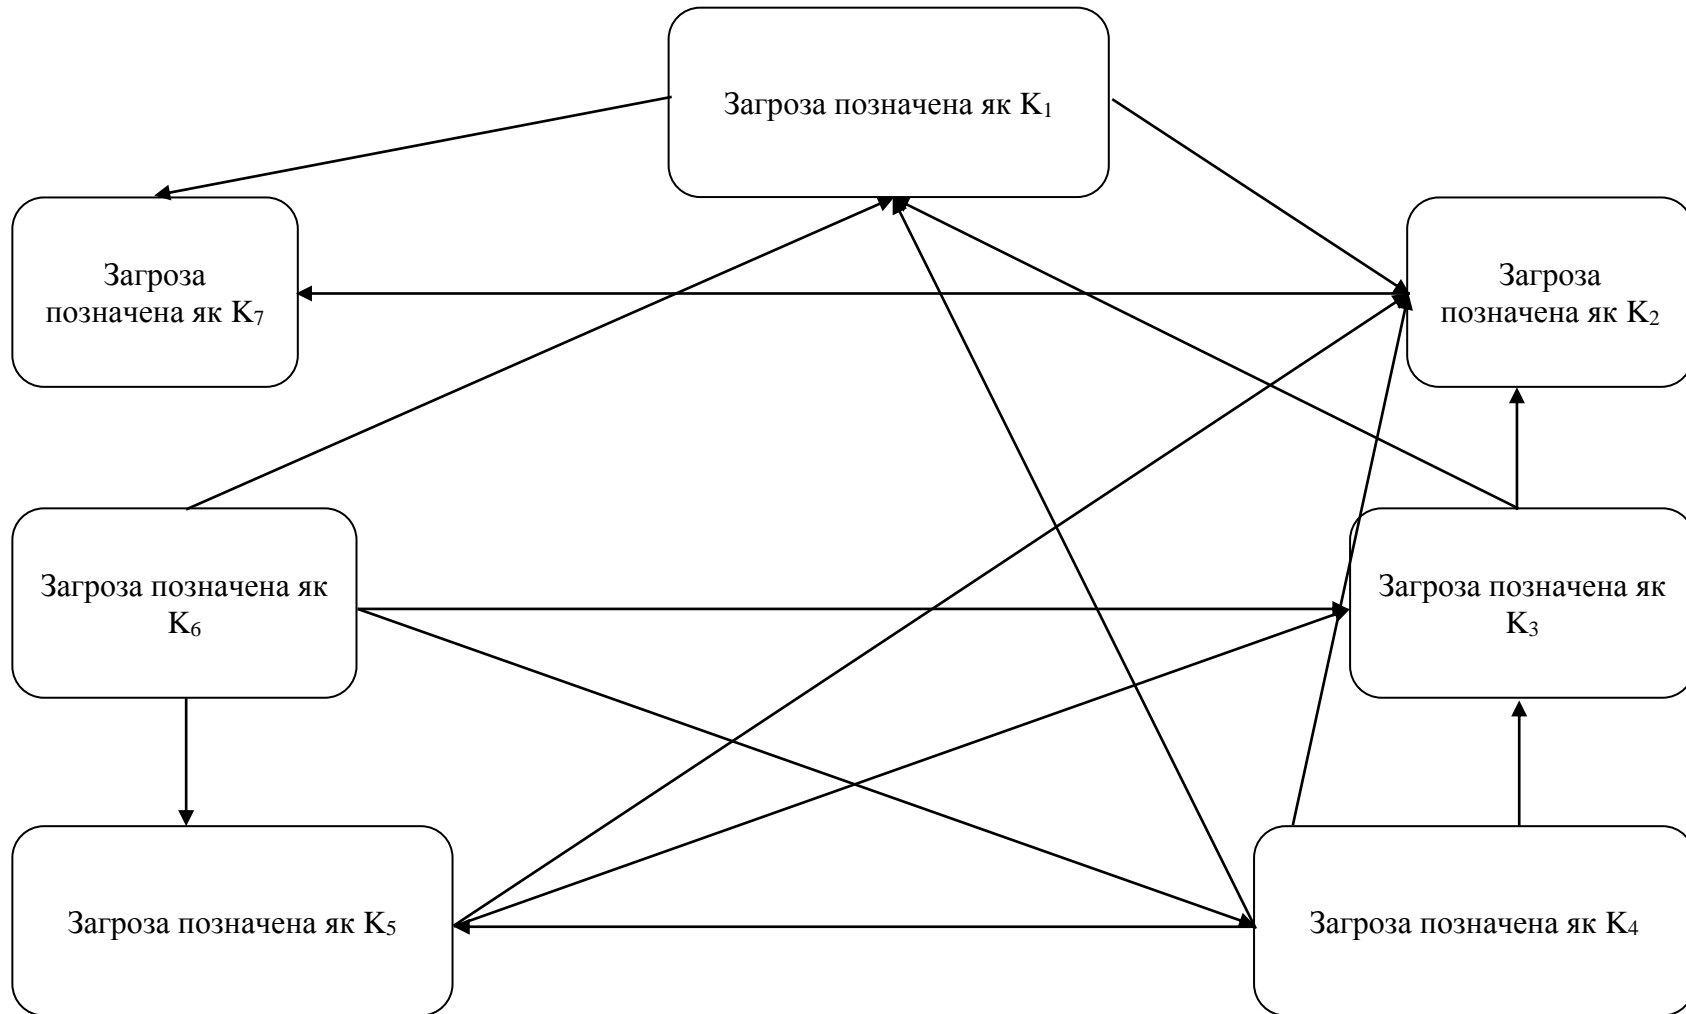 Загроза позначена як K₁
Загроза
позначена як K₇
Загроза
позначена як K₂
Загроза позначена як
K₆
Загроза позначена як
K₃
Загроза позначена як K₅
Загроза позначена як K₄